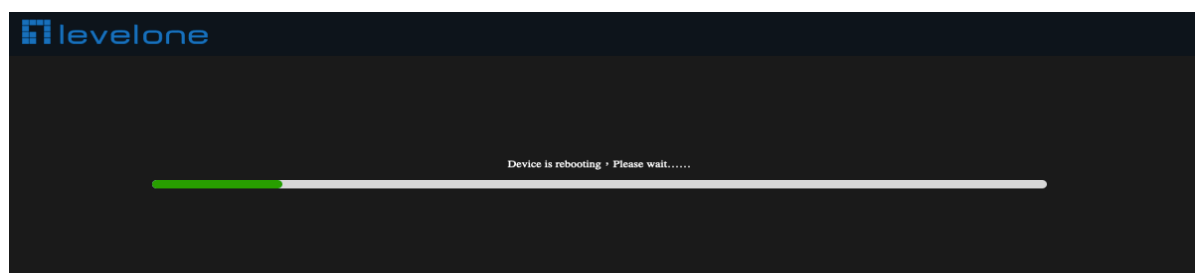 levelone
Device is rebooting，Please wait......